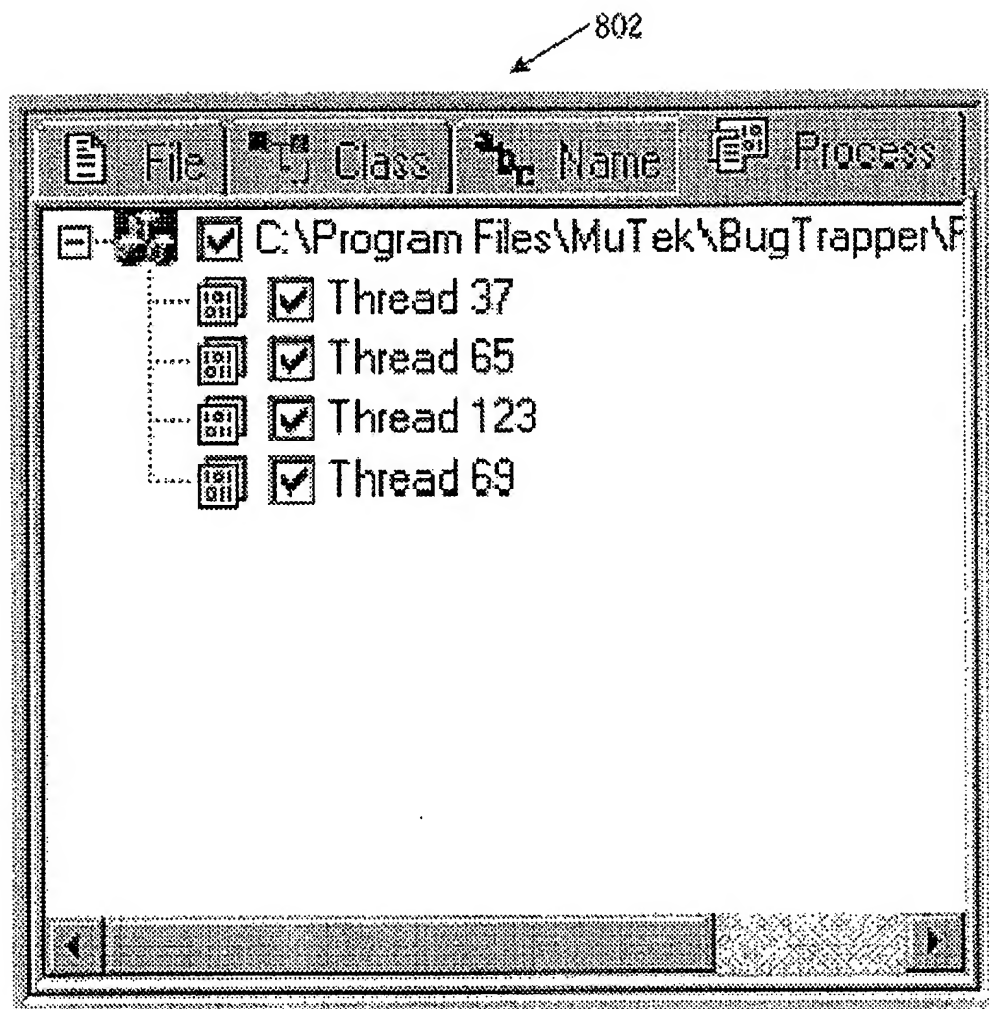 802
File Class Name Process
C:\Program Files\MuTek\BugTrapper\F
Thread 37
Thread 65
Thread 123
Thread 69